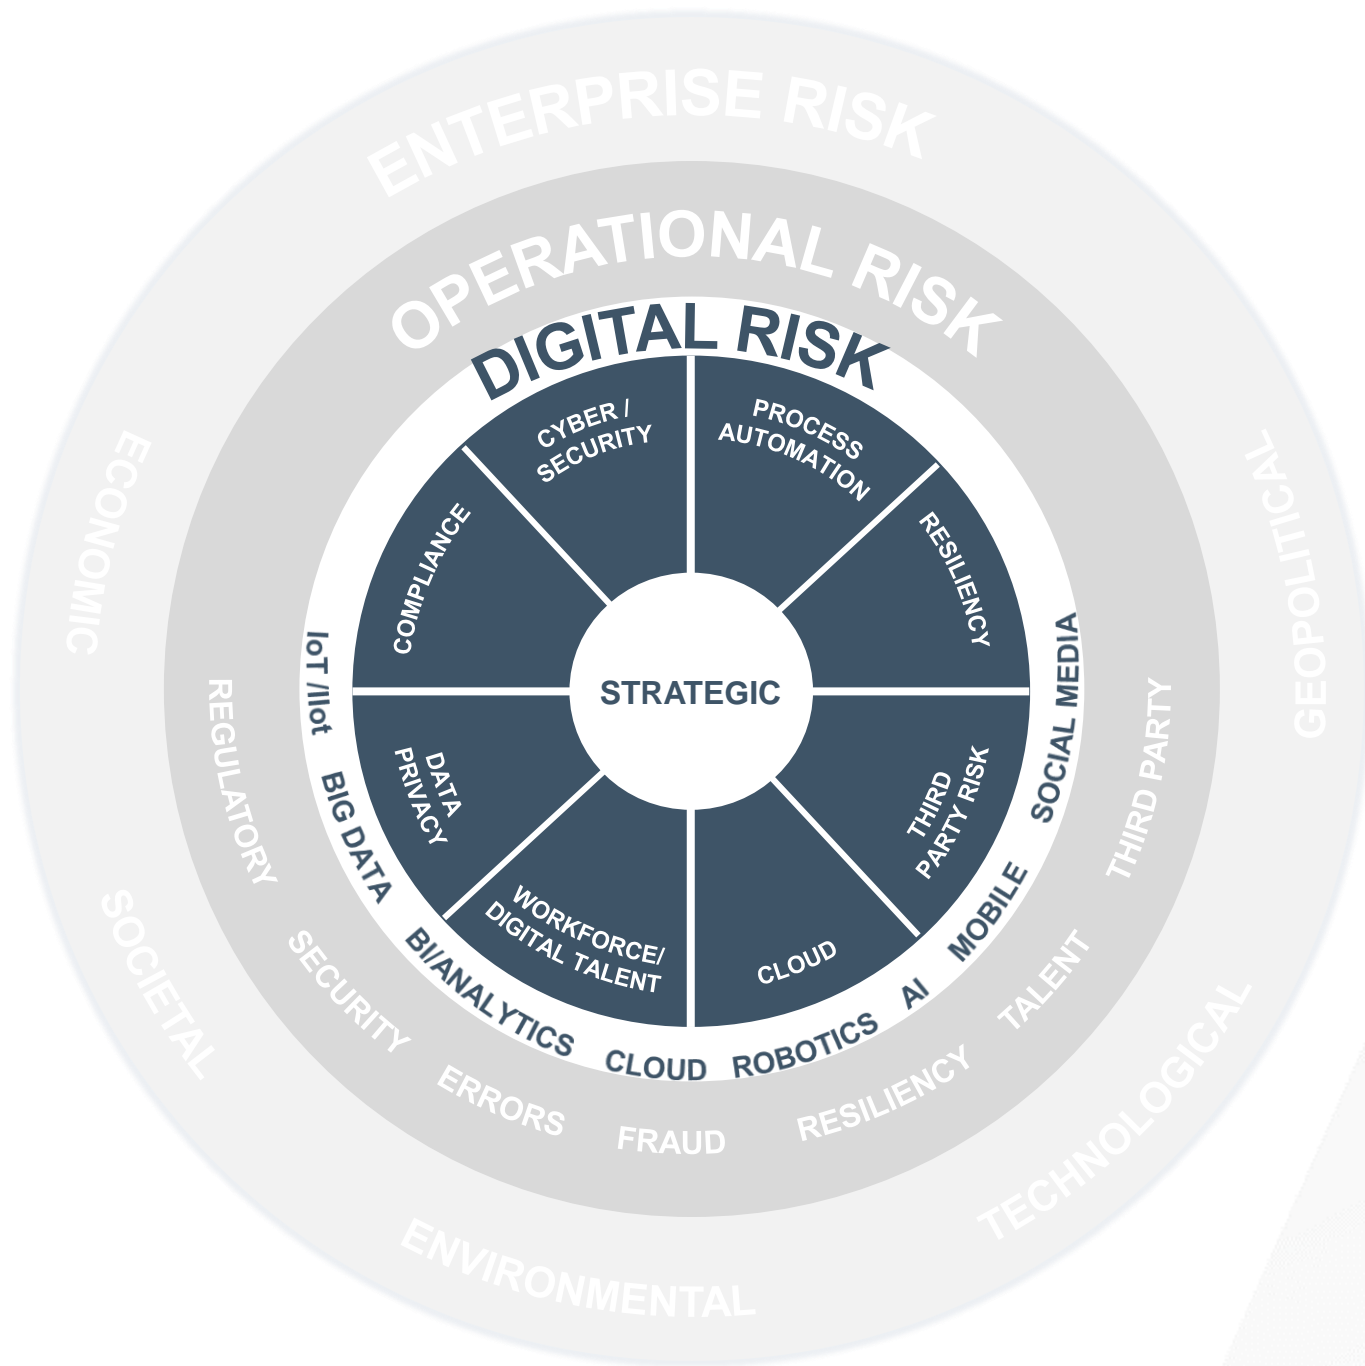 ENTERPRISE RISK
ECONOMIC
SOCIETAL
ENVIRONMENTAL
TECHNOLOGICAL
GEOPOLITICAL
OPERATIONAL RISK
REGULATORY
SECURITY
ERRORS
FRAUD
RESILIENCY
TALENT
THIRD PARTY
DIGITAL RISK
IoT /IIot
BIG DATA
BI/ANALYTICS
CLOUD
ROBOTICS
AI
MOBILE
SOCIAL MEDIA
CYBER /
SECURITY
PROCESS
AUTOMATION
RESILIENCY
THIRD
PARTY RISK
CLOUD
WORKFORCE/
DIGITAL TALENT
DATA
PRIVACY
COMPLIANCE
STRATEGIC